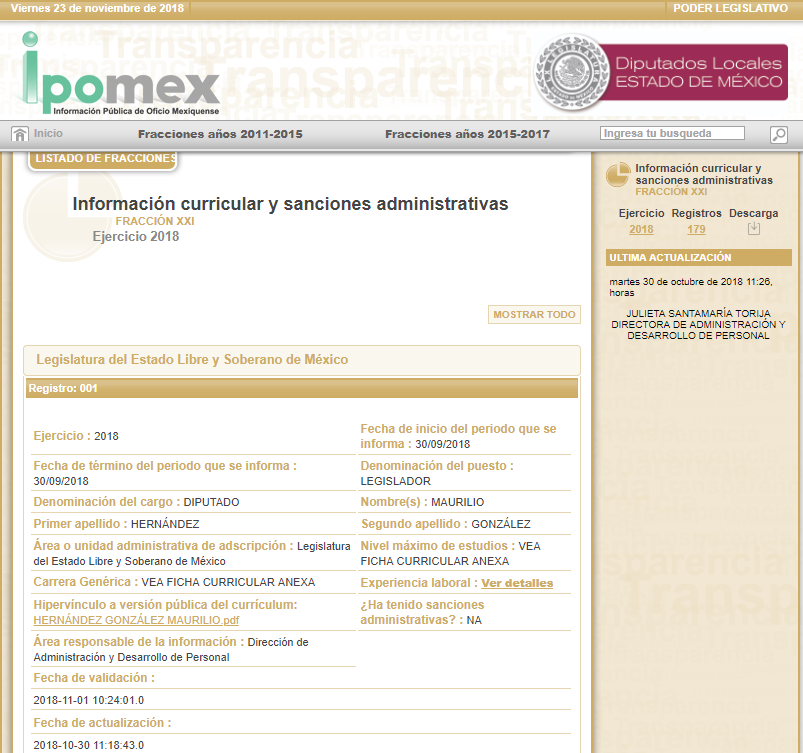 Viernes 23 de noviembre de 2018
PODER LEGISLATIVO
ipomex
Información Pública de Oficio Mexiquense
Diputados Locales
ESTADO DE MÉXICO
Inicio
Fracciones años 2011-2015
Fracciones años 2015-2017
Ingresa tu busqueda
LISTADO DE FRACCIONES
Información curricular y sanciones administrativas
FRACCIÓN XXI
Ejercicio 2018
MOSTRAR TODO
Legislatura del Estado Libre y Soberano de México
Registro: 001
Ejercicio : 2018
Fecha de inicio del periodo que se
informa : 30/09/2018
Fecha de término del periodo que se informa :
30/09/2018
Denominación del puesto :
LEGISLADOR
Denominación del cargo : DIPUTADO
Nombre(s) : MAURILIO
Primer apellido : HERNÁNDEZ
Segundo apellido : GONZÁLEZ
Área o unidad administrativa de adscripción : Legislatura
del Estado Libre y Soberano de México
Nivel máximo de estudios : VEA
FICHA CURRICULAR ANEXA
Carrera Genérica : VEA FICHA CURRICULAR ANEXA
Experiencia laboral : Ver detalles
Hipervínculo a versión pública del currículum:
HERNÁNDEZ GONZÁLEZ MAURILIO.pdf
¿Ha tenido sanciones
administrativas? : NA
Área responsable de la información : Dirección de
Administración y Desarrollo de Personal
Fecha de validación :
2018-11-01 10:24:01.0
Fecha de actualización :
2018-10-30 11:18:43.0
Información curricular y
sanciones administrativas
FRACCIÓN XXI
Ejercicio Registros Descarga
2018 179
ULTIMA ACTUALIZACIÓN
martes 30 de octubre de 2018 11:26,
horas
JULIETA SANTAMARÍA TORIJA
DIRECTORA DE ADMINISTRACIÓN Y
DESARROLLO DE PERSONAL